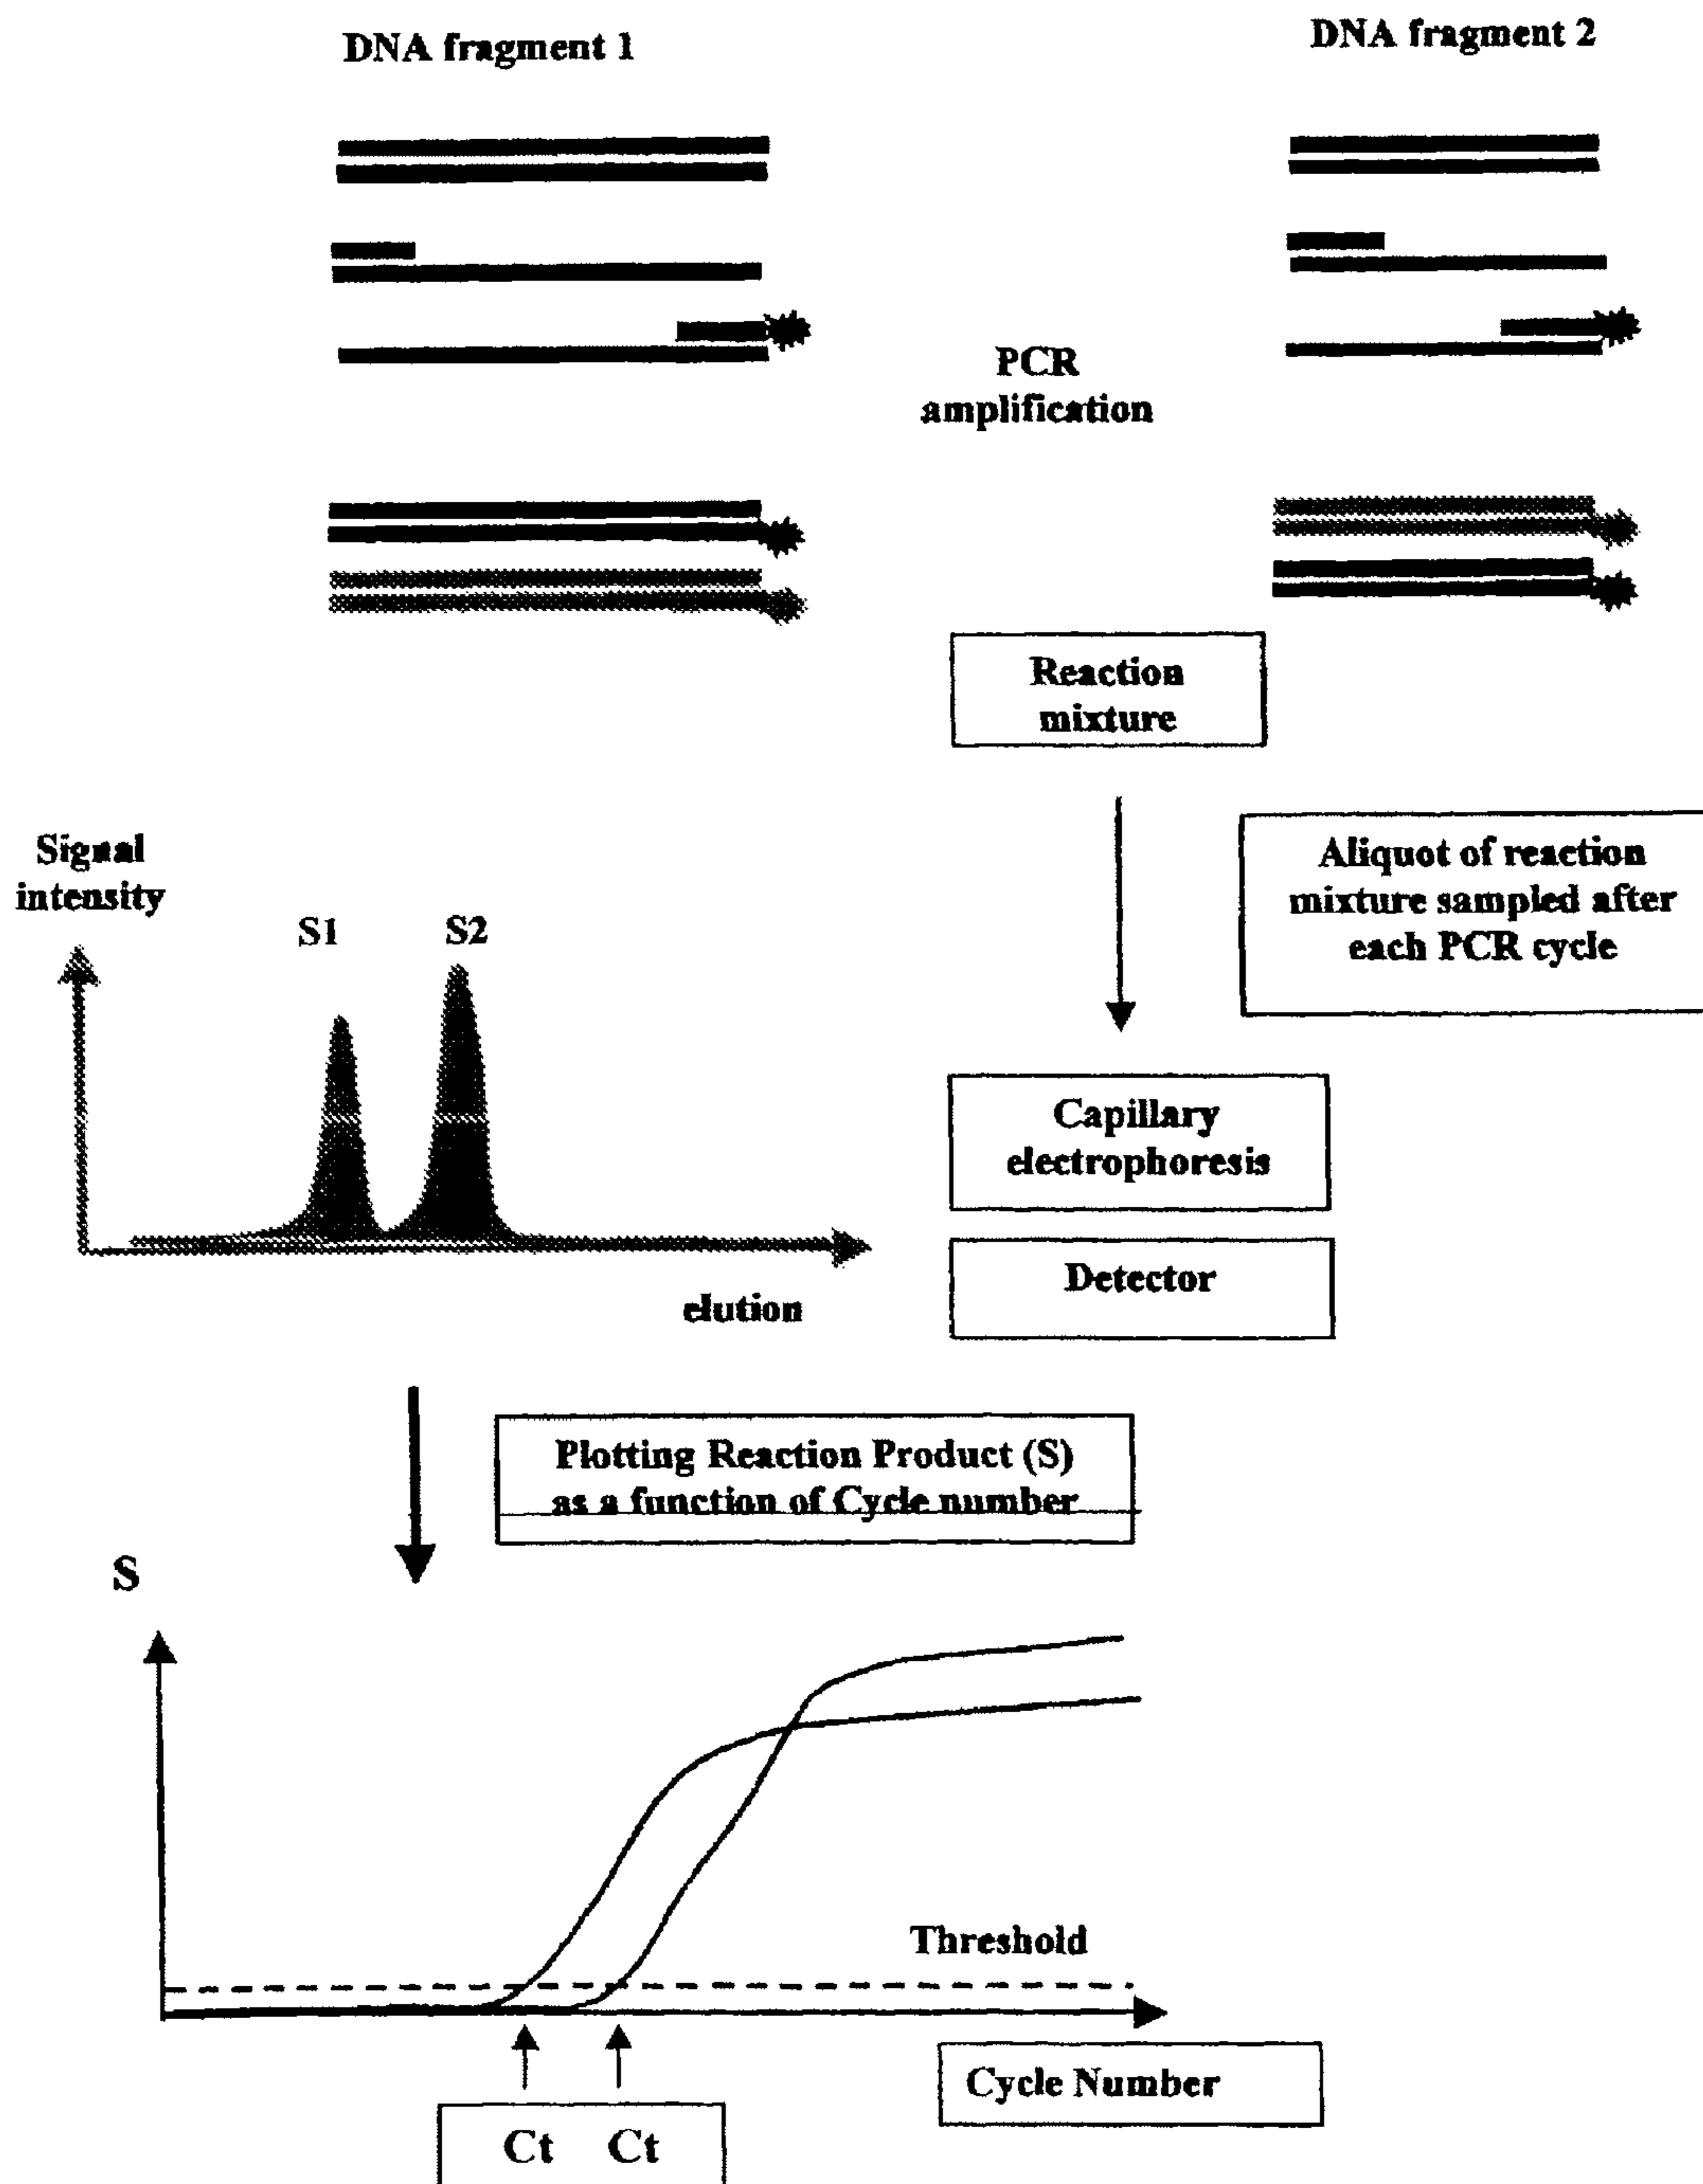 DNA fragment 1
DNA fragment 2
PCR
amplification
Reaction
mixture
Aliquot of reaction
mixture sampled after
each PCR cycle
Signal
intensity
S1
S2
Capillary
electrophoresis
Detector
elution
Plotting Reaction Product (S)
as a function of Cycle number
S
Threshold
Cycle Number
Ct Ct